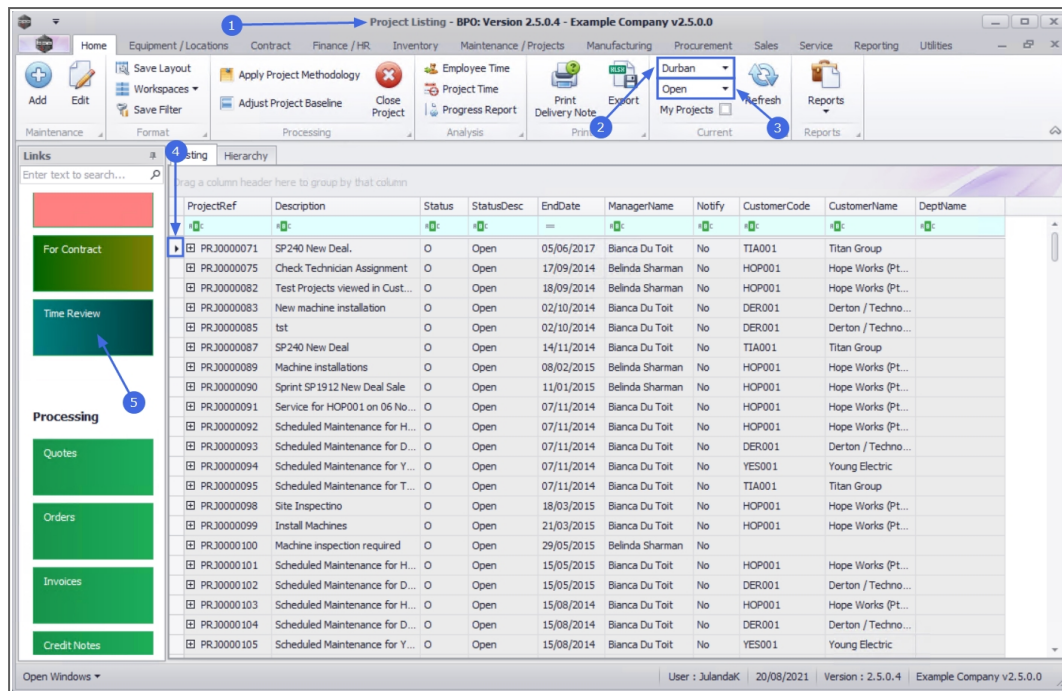 1
Project Listing - BPO: Version 2.5.0.4 - Example Company v2.5.0.0
Home Equipment / Locations Contract Finance / HR Inventory Maintenance / Projects Manufacturing Procurement Sales Service Reporting Utilities
Add Edit Save Layout Workspaces Save Filter Apply Project Methodology Adjust Project Baseline Close Project Employee Time Project Time Progress Report Print Delivery Note Export Durban Open My Projects Refresh Reports
2 3
Maintenance Format Processing Analysis Print Current Reports
4
Links Listing Hierarchy
Enter text to search... Drag a column header here to group by that column
ProjectRef Description Status StatusDesc EndDate ManagerName Notify CustomerCode CustomerName DeptName
For Contract
Time Review
5
Processing
Quotes
Orders
Invoices
Credit Notes
PRJ0000071 SP240 New Deal. O Open 05/06/2017 Bianca Du Toit No TIA001 Titan Group
PRJ0000075 Check Technician Assignment O Open 17/09/2014 Belinda Sharman No HOP001 Hope Works (Pt...
PRJ0000082 Test Projects viewed in Cust... O Open 18/09/2014 Belinda Sharman No HOP001 Hope Works (Pt...
PRJ0000083 New machine installation O Open 02/10/2014 Bianca Du Toit No DER001 Derton / Techno...
PRJ0000085 tst O Open 02/10/2014 Bianca Du Toit No DER001 Derton / Techno...
PRJ0000087 SP240 New Deal O Open 14/11/2014 Bianca Du Toit No TIA001 Titan Group
PRJ0000089 Machine installations O Open 08/02/2015 Belinda Sharman No HOP001 Hope Works (Pt...
PRJ0000090 Sprint SP1912 New Deal Sale O Open 11/01/2015 Belinda Sharman No HOP001 Hope Works (Pt...
PRJ0000091 Service for HOP001 on 06 No... O Open 07/11/2014 Bianca Du Toit No HOP001 Hope Works (Pt...
PRJ0000092 Scheduled Maintenance for H... O Open 07/11/2014 Bianca Du Toit No HOP001 Hope Works (Pt...
PRJ0000093 Scheduled Maintenance for D... O Open 07/11/2014 Bianca Du Toit No DER001 Derton / Techno...
PRJ0000094 Scheduled Maintenance for Y... O Open 07/11/2014 Bianca Du Toit No YES001 Young Electric
PRJ0000095 Scheduled Maintenance for T... O Open 07/11/2014 Bianca Du Toit No TIA001 Titan Group
PRJ0000098 Site Inspectino O Open 18/03/2015 Bianca Du Toit No HOP001 Hope Works (Pt...
PRJ0000099 Install Machines O Open 21/03/2015 Bianca Du Toit No HOP001 Hope Works (Pt...
PRJ0000100 Machine inspection required O Open 29/05/2015 Belinda Sharman No
PRJ0000101 Scheduled Maintenance for H... O Open 15/05/2015 Bianca Du Toit No HOP001 Hope Works (Pt...
PRJ0000102 Scheduled Maintenance for D... O Open 15/05/2015 Bianca Du Toit No DER001 Derton / Techno...
PRJ0000103 Scheduled Maintenance for H... O Open 15/08/2014 Bianca Du Toit No HOP001 Hope Works (Pt...
PRJ0000104 Scheduled Maintenance for D... O Open 15/08/2014 Bianca Du Toit No DER001 Derton / Techno...
PRJ0000105 Scheduled Maintenance for Y... O Open 15/08/2014 Bianca Du Toit No YES001 Young Electric
Open Windows User : JulandaK 20/08/2021 Version : 2.5.0.4 Example Company v2.5.0.0